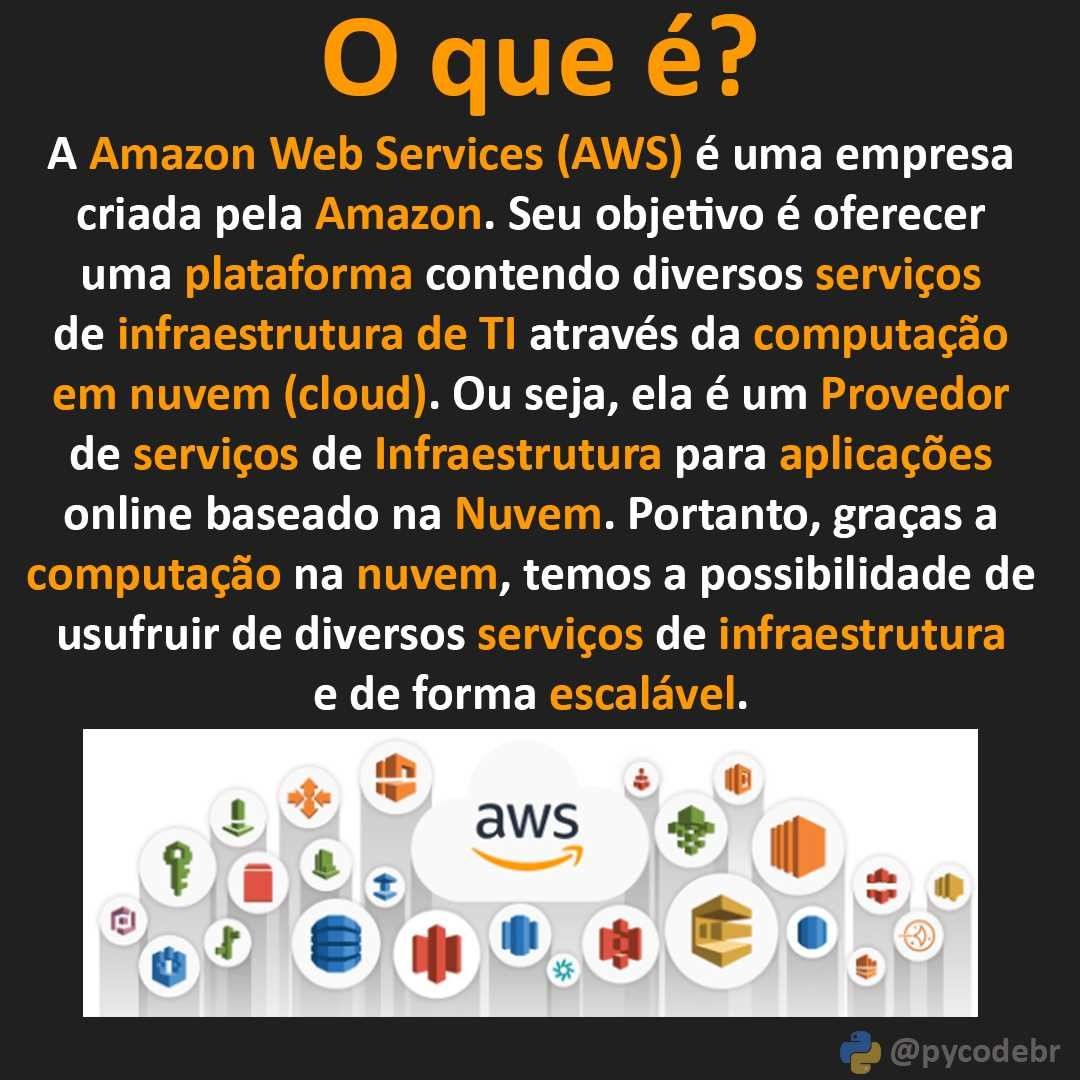 O que é?
A Amazon Web Services (AWS) é uma empresa
criada pela Amazon. Seu objetivo é oferecer
uma plataforma contendo diversos serviços
de infraestrutura de TI através da computação
em nuvem (cloud). Ou seja, ela é um Provedor
de serviços de Infraestrutura para aplicações
online baseado na Nuvem. Portanto, graças a
computação na nuvem, temos a possibilidade de
usufruir de diversos serviços de infraestrutura
e de forma escalável.
aws
@pycodebr